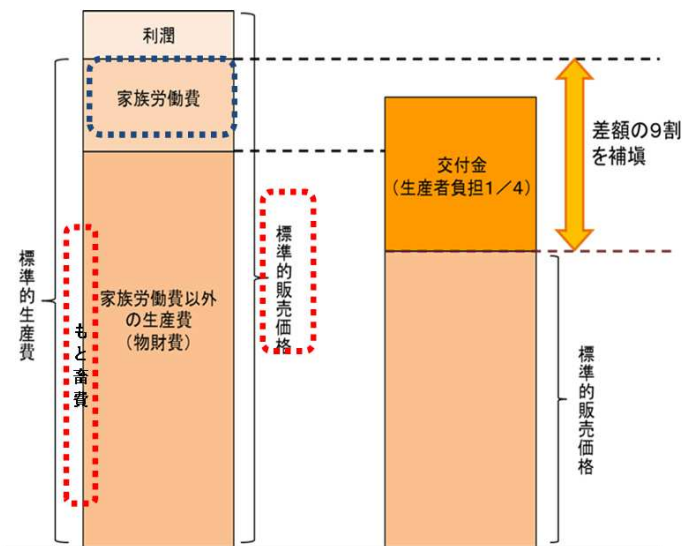 利潤
家族労働費
標準的生産費
もと畜費
家族労働費以外
の生産費
(物財費)
標準的販売価格
交付金
(生産者負担1/4)
差額の9割
を補塡
標準的販売価格